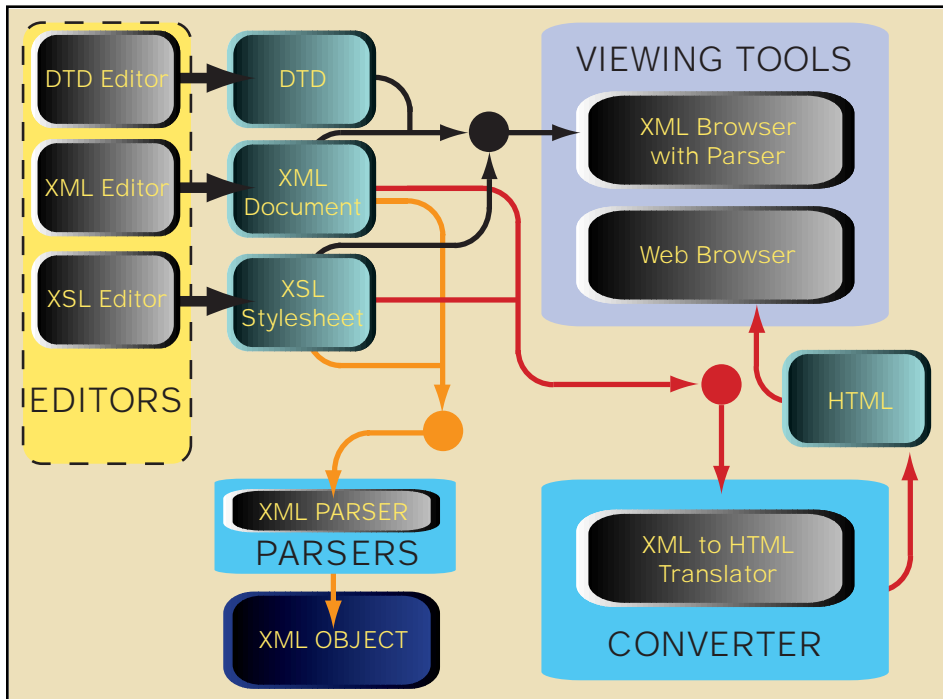 DTD Editor
DTD
VIEWING TOOLS
XML Browser
with Parser
XML Editor
XML
Document
Web Browser
XSL Editor
XSL
Stylesheet
EDITORS
HTML
XML PARSER
PARSERS
XML to HTML
Translator
XML OBJECT
CONVERTER